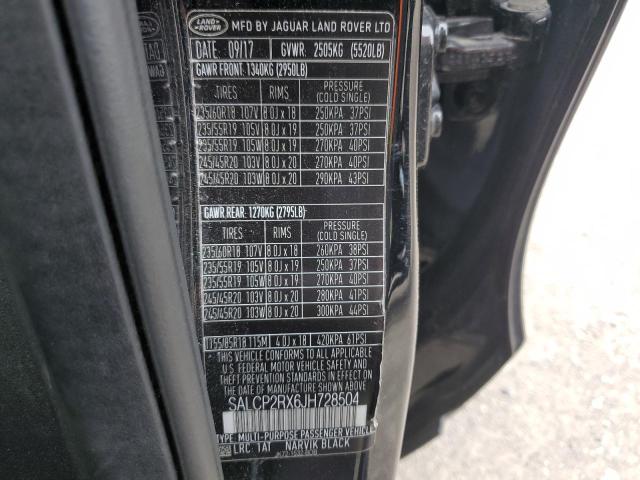 LAND ROVER MFD BY JAGUAR LAND ROVER LTD
DATE 09/17 GVWR: 2505KG (5520LB)
GAWR FRONT: 1340KG (2950LB)
TIRES RIMS PRESSURE (COLD SINGLE)
235/60R18 107V 8.0J x 18 250KPA 37PSI
235/55R19 105V 8.0J x 19 250KPA 37PSI
235/55R19 105W 8.0J x 19 270KPA 40PSI
245/45R20 103V 8.0J x 20 270KPA 40PSI
245/45R20 103W 8.0J x 20 290KPA 43PSI
GAWR REAR: 1270KG (2795LB)
TIRES RIMS PRESSURE (COLD SINGLE)
235/60R18 107V 8.0J x 18 260KPA 38PSI
235/55R19 105V 8.0J x 19 250KPA 37PSI
235/55R19 105W 8.0J x 19 270KPA 40PSI
245/45R20 103V 8.0J x 20 280KPA 41PSI
245/45R20 103W 8.0J x 20 300KPA 44PSI
T155/85R18 115M 4.0J x 18 420KPA 61PSI
THIS VEHICLE CONFORMS TO ALL APPLICABLE
U.S FEDERAL MOTOR VEHICLE SAFETY AND
THEFT PREVENTION STANDARDS IN EFFECT ON
THE DATE OF MANUFACTURE SHOWN ABOVE
SALCP2RX6JH728504
TYPE: MULTI-PURPOSE PASSENGER VEHICLE
LRC: 1AT NARVIK BLACK